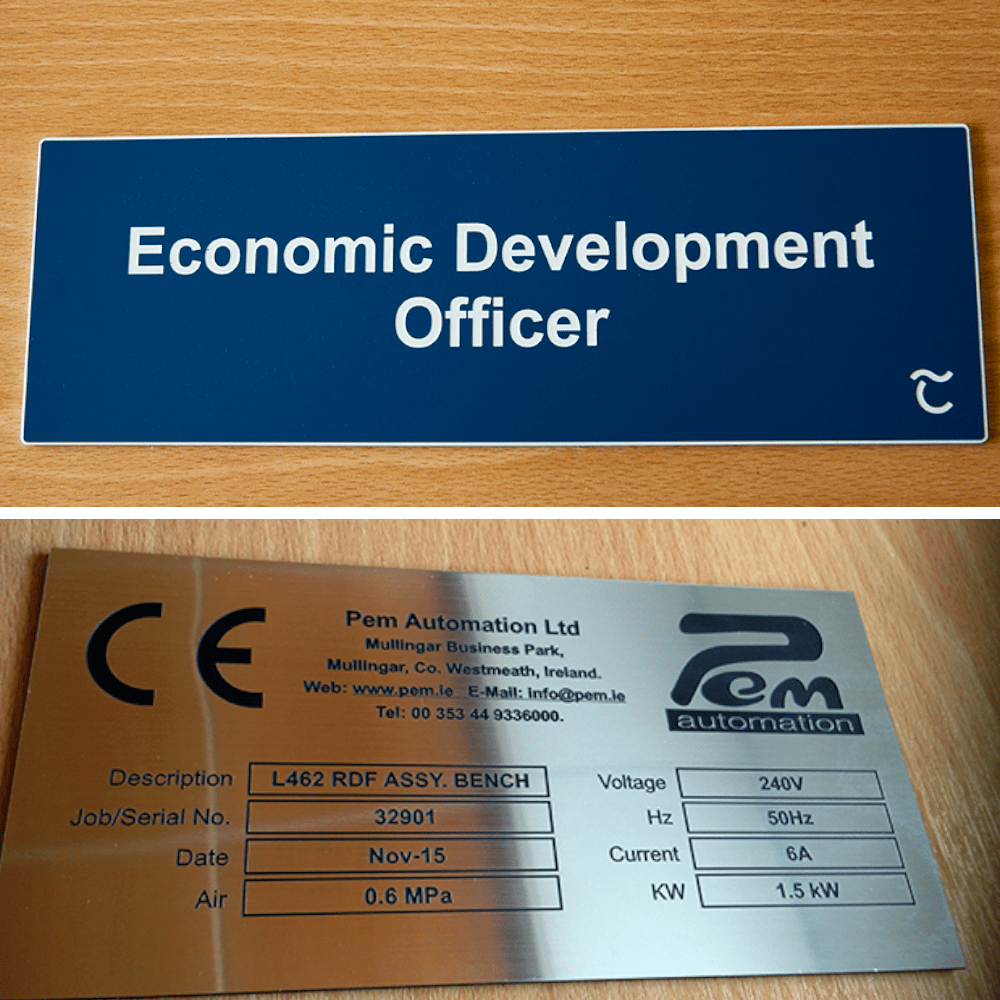 Economic Development
Officer
CE
Pem Automation Ltd
Mullingar Business Park,
Mullingar, Co. Westmeath, Ireland.
Web: www.pem.ie E-Mail: info@pem.ie
Tel: 00 353 44 9336000.
Pem
automation
Description L462 RDF ASSY. BENCH
Job/Serial No. 32901
Date Nov-15
Air 0.6 MPa
Voltage 240V
Hz 50Hz
Current 6A
KW 1.5 kW